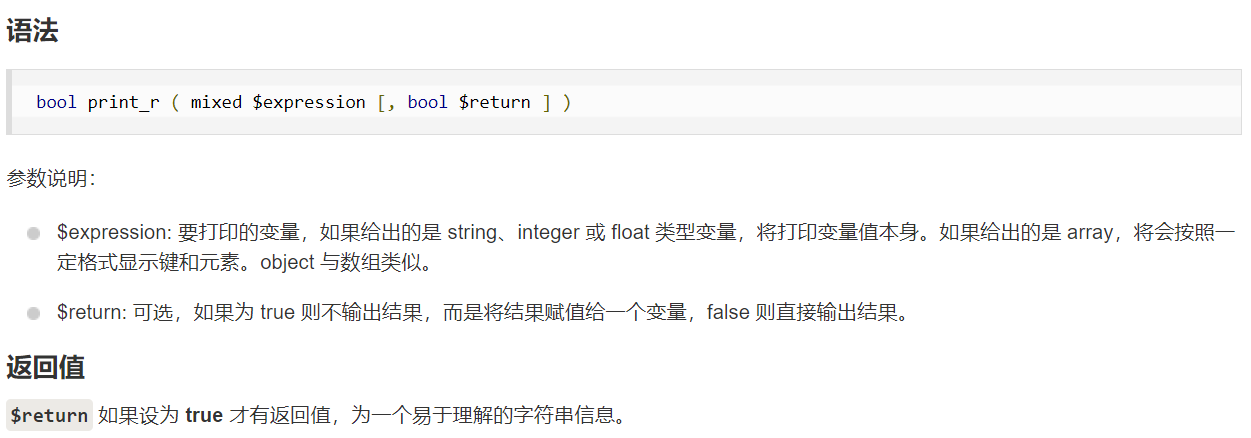 语法
bool print_r ( mixed $expression [, bool $return ] )
参数说明：
$expression: 要打印的变量，如果给出的是 string、integer 或 float 类型变量，将打印变量值本身。如果给出的是 array，将会按照一
定格式显示键和元素。object 与数组类似。
$return: 可选，如果为 true 则不输出结果，而是将结果赋值给一个变量，false 则直接输出结果。
返回值
$return 如果设为 true 才有返回值，为一个易于理解的字符串信息。